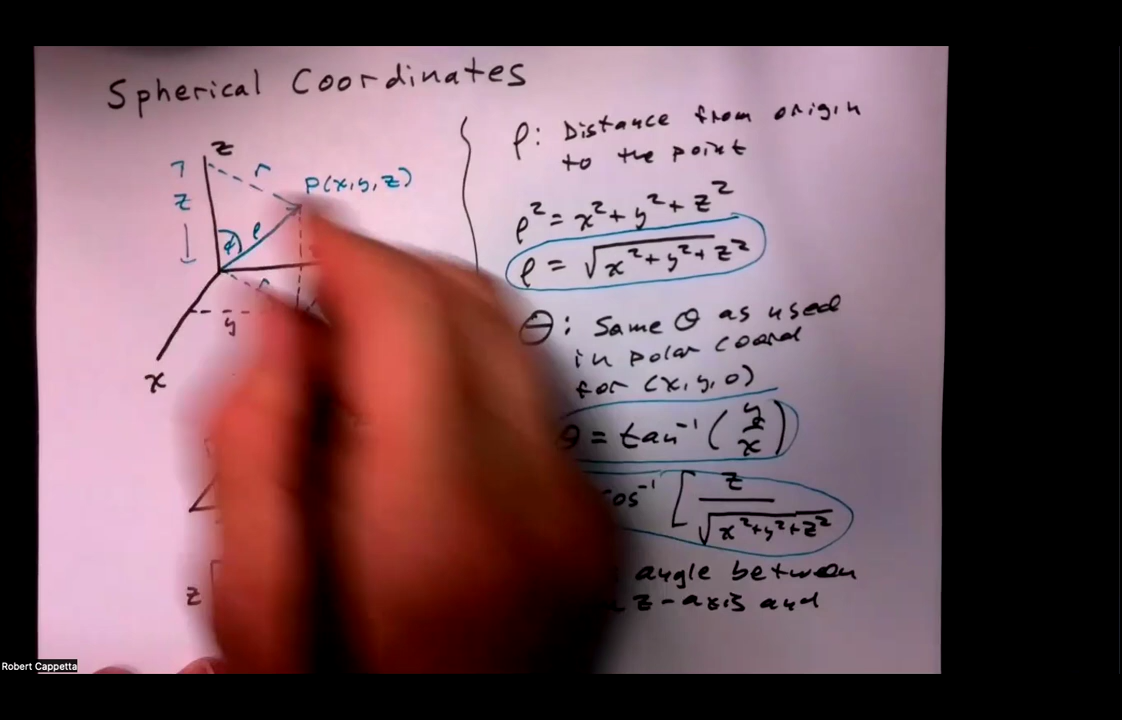 Spherical Coordinates
z
r
P(x,y,z)
z
φ
ρ
r
y
x
z
ρ: Distance from origin
to the point
ρ² = x² + y² + z²
ρ = √x² + y² + z²
θ: Same θ as used
in polar coord
for (x, y, 0)
θ = tan⁻¹ (y/x)
cos⁻¹ [z/√x²+y²+z²
angle between
z-axis and
Robert Cappetta